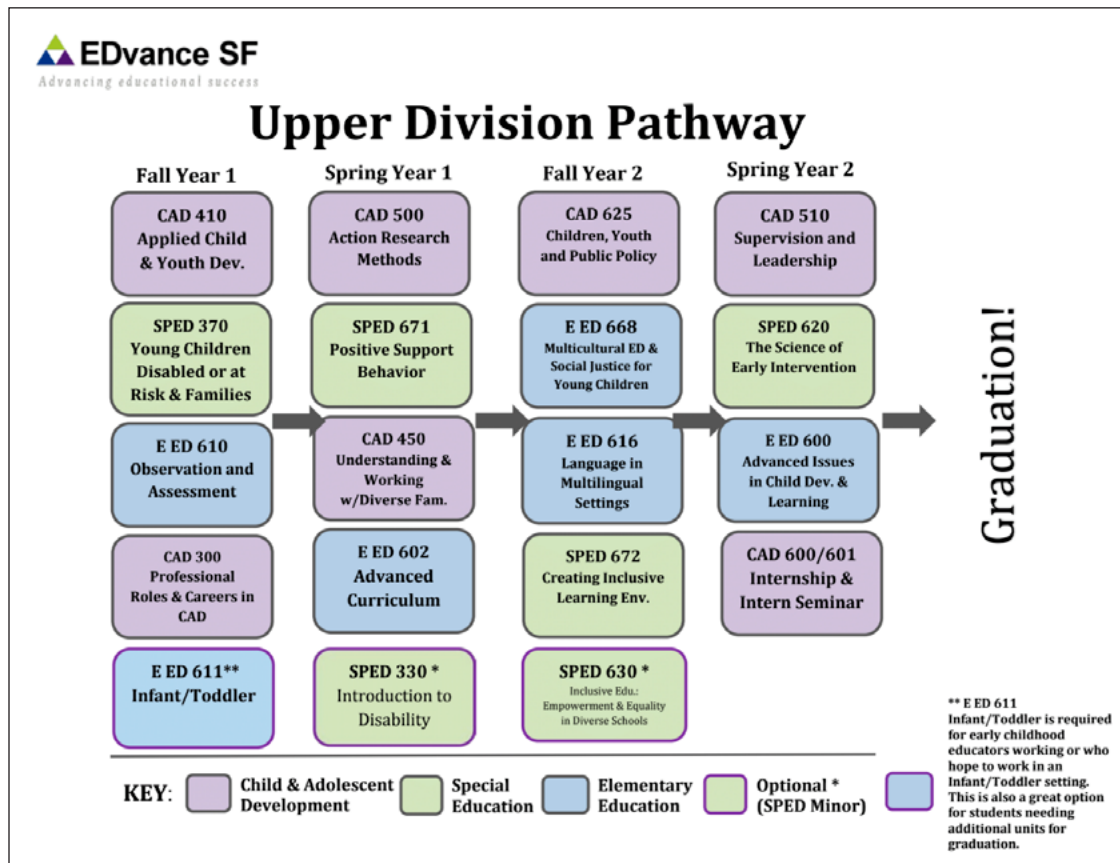 EDvance SF
Advancing educational success
Upper Division Pathway
Fall Year 1
CAD 410
Applied Child
& Youth Dev.
SPED 370
Young Children
Disabled or at
Risk & Families
E ED 610
Observation and
Assessment
CAD 300
Professional
Roles & Careers in
CAD
E ED 611**
Infant/Toddler
Spring Year 1
CAD 500
Action Research
Methods
SPED 671
Positive Support
Behavior
CAD 450
Understanding &
Working
w/Diverse Fam.
E ED 602
Advanced
Curriculum
SPED 330 *
Introduction to
Disability
Fall Year 2
CAD 625
Children, Youth
and Public Policy
E ED 668
Multicultural ED &
Social Justice for
Young Children
E ED 616
Language in
Multilingual
Settings
SPED 672
Creating Inclusive
Learning Env.
SPED 630 *
Inclusive Edu.:
Empowerment & Equality
in Diverse Schools
Spring Year 2
CAD 510
Supervision and
Leadership
SPED 620
The Science of
Early Intervention
E ED 600
Advanced Issues
in Child Dev. &
Learning
CAD 600/601
Internship &
Intern Seminar
Graduation!
KEY:
Child & Adolescent
Development
Special
Education
Elementary
Education
Optional *
(SPED Minor)
** E ED 611
Infant/Toddler is required
for early childhood
educators working or who
hope to work in an
Infant/Toddler setting.
This is also a great option
for students needing
additional units for
graduation.